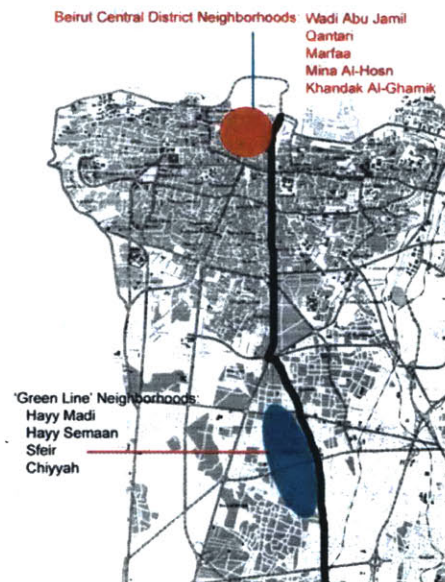 Beirut Central District Neighborhoods: Wadi Abu Jamil
Qantari
Marfaa
Mina Al-Hosn
Khandak Al-Ghamik
'Green Line' Neighborhoods:
Hayy Madi
Hayy Semaan
Sfeir
Chiyyah